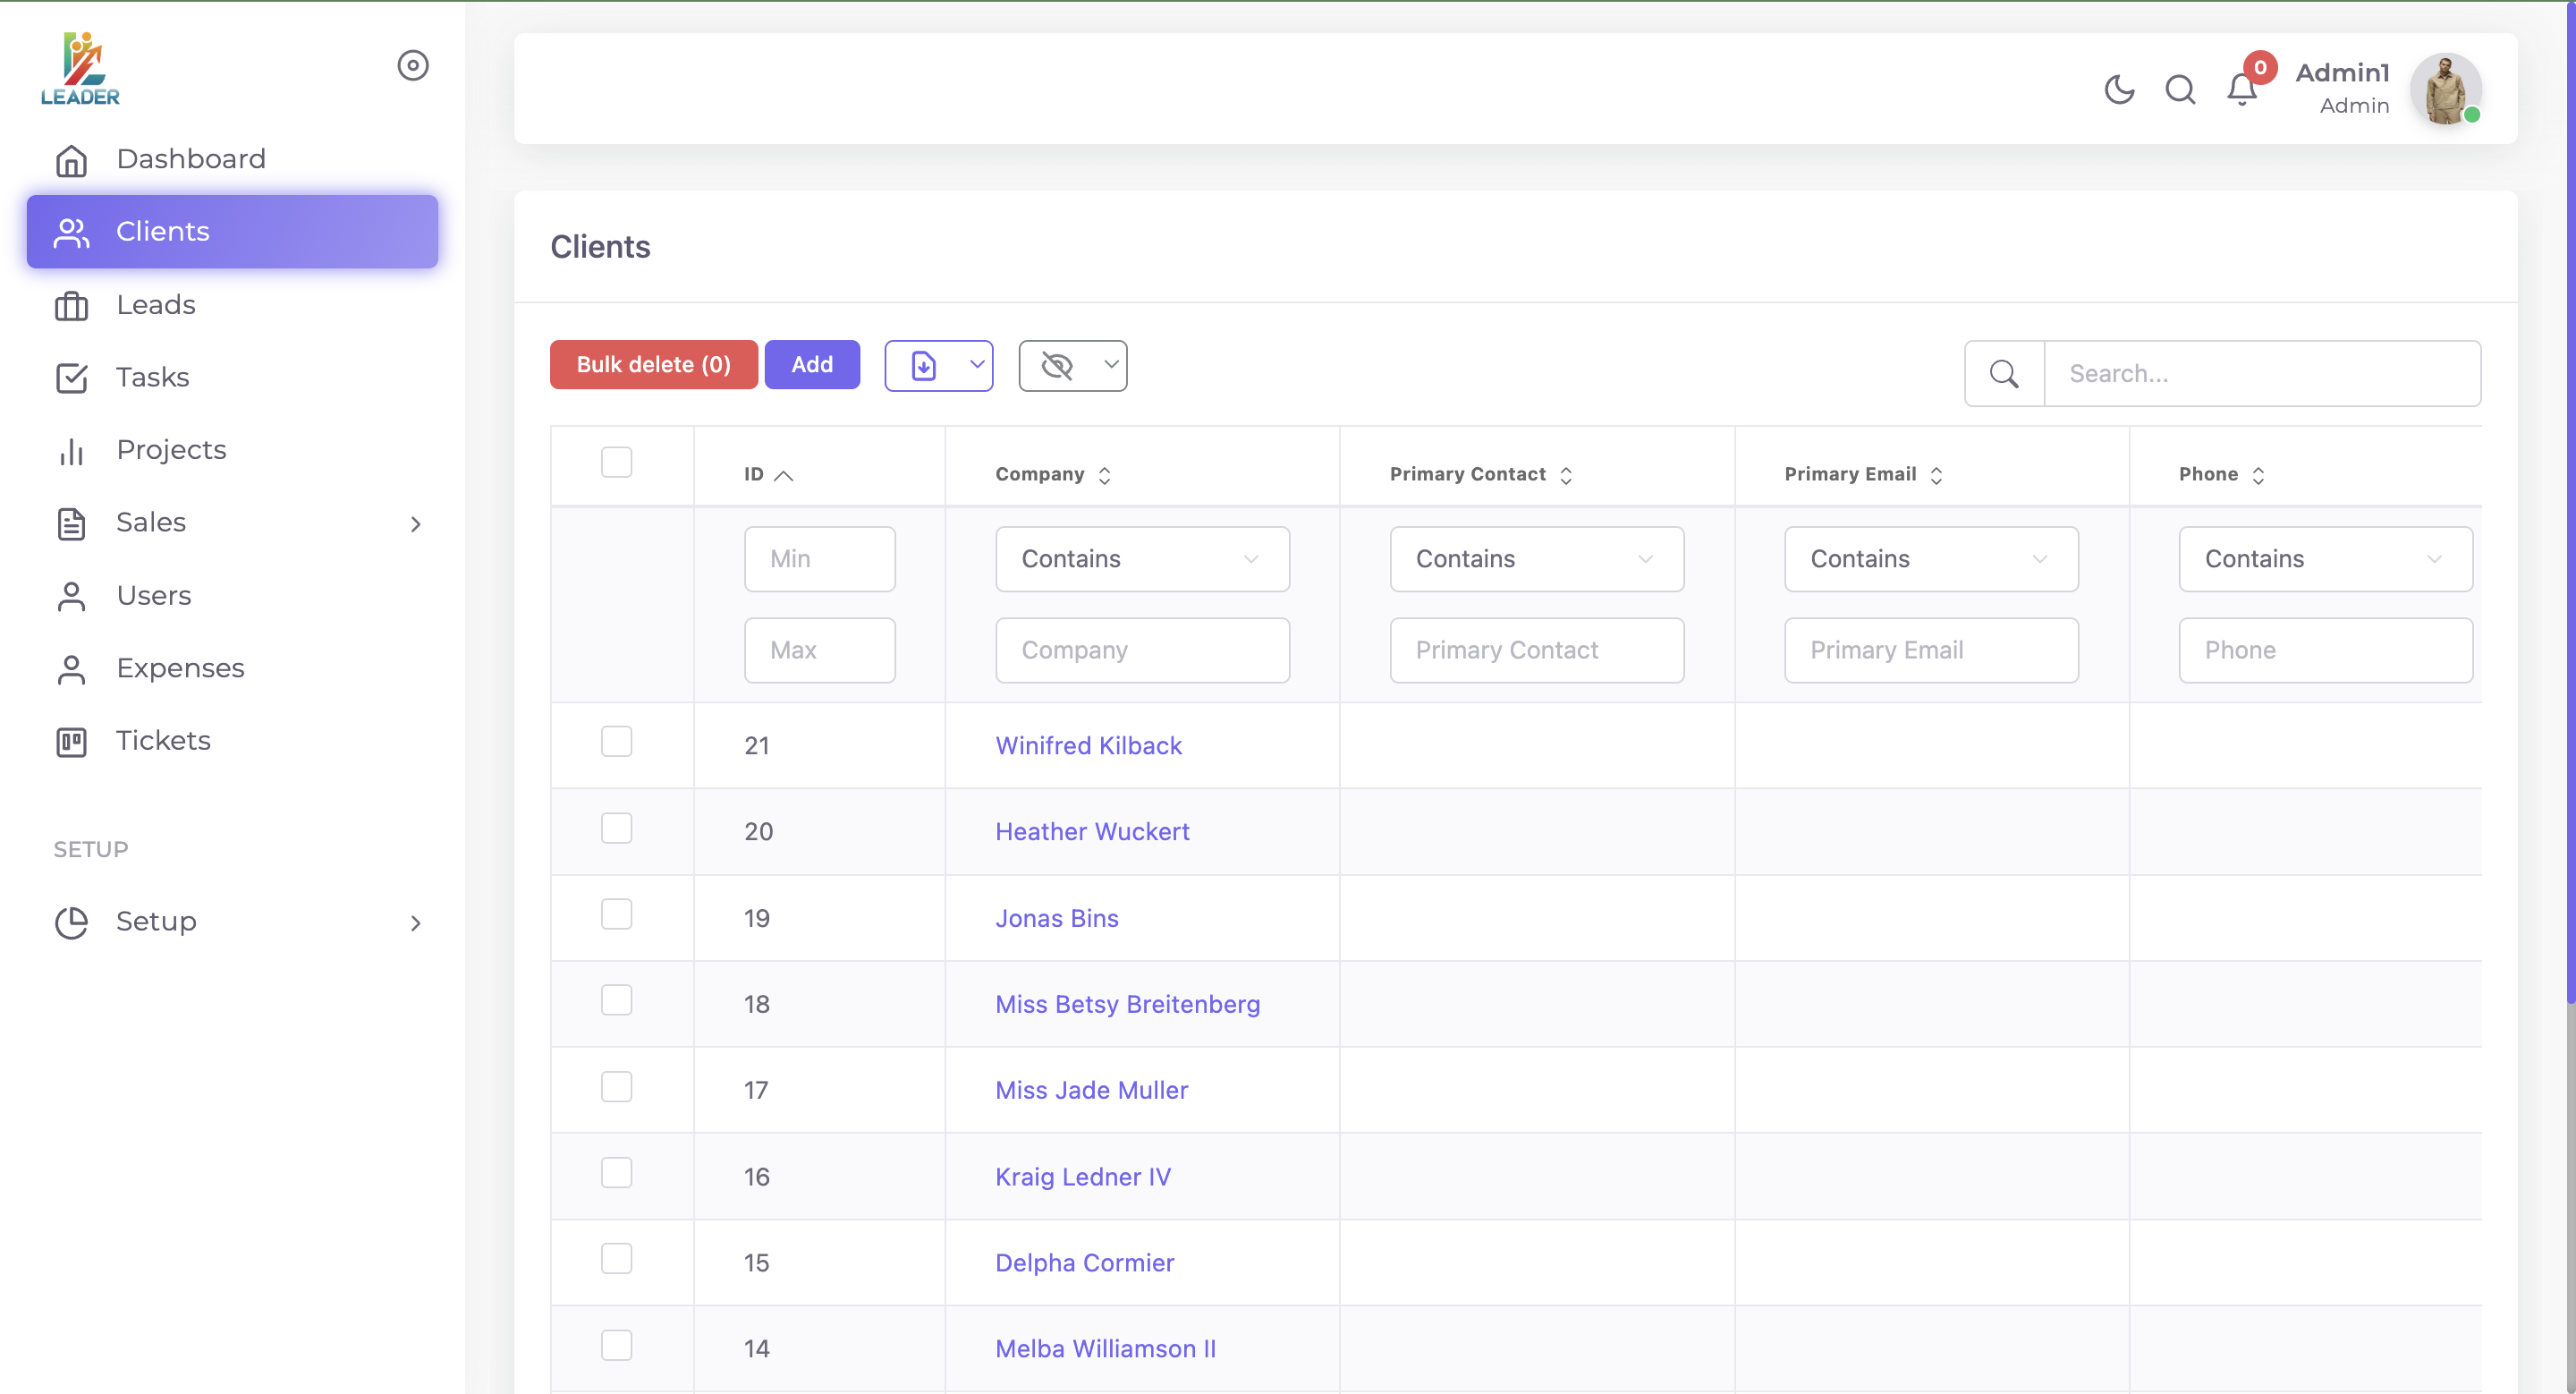 LEADER
Dashboard
Clients
Leads
Tasks
Projects
Sales
Users
Expenses
Tickets
SETUP
Setup
0
Admin1
Admin
Clients
Bulk delete (0)
Add
Search...
ID
Company
Primary Contact
Primary Email
Phone
Min
Contains
Contains
Contains
Contains
Max
Company
Primary Contact
Primary Email
Phone
21 Winifred Kilback
20 Heather Wuckert
19 Jonas Bins
18 Miss Betsy Breitenberg
17 Miss Jade Muller
16 Kraig Ledner IV
15 Delpha Cormier
14 Melba Williamson II